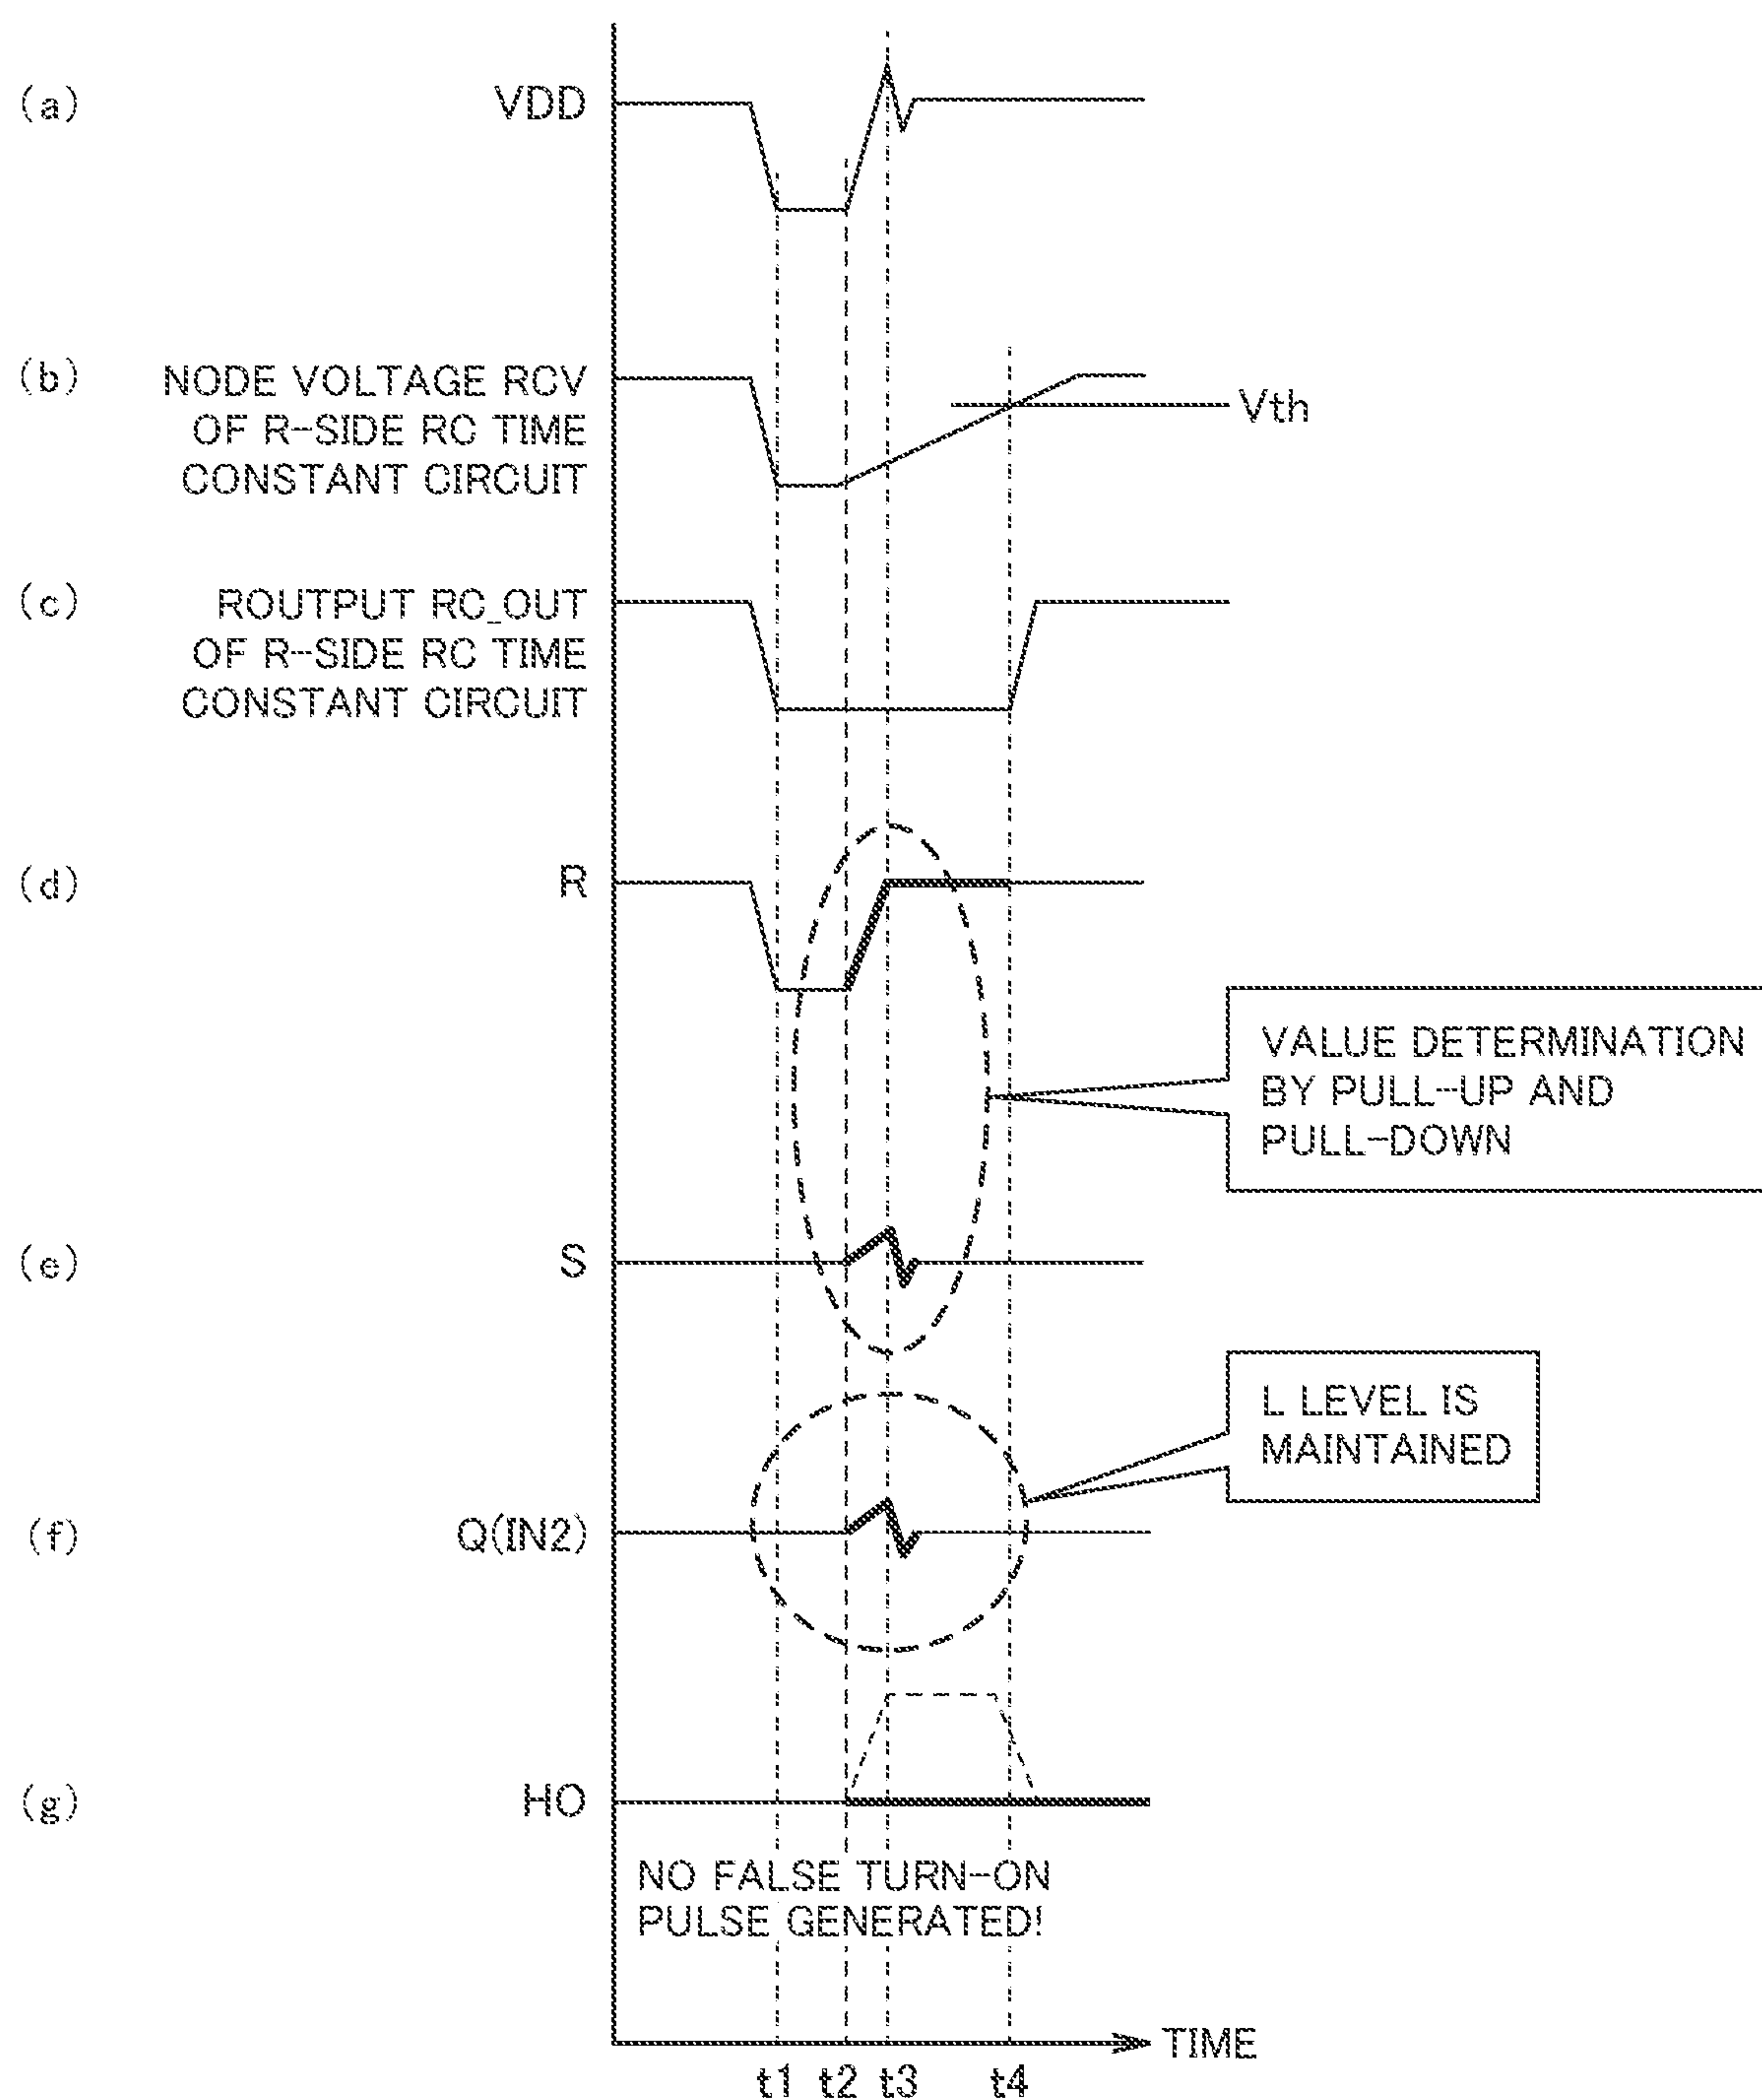 (a) VDD
(b) NODE VOLTAGE RCV
OF R-SIDE RC TIME
CONSTANT CIRCUIT
Vth
(c) ROUTPUT RC_OUT
OF R-SIDE RC TIME
CONSTANT CIRCUIT
(d) R
VALUE DETERMINATION
BY PULL-UP AND
PULL-DOWN
(e) S
L LEVEL IS
MAINTAINED
(f) Q(IN2)
(g) HO
NO FALSE TURN-ON
PULSE GENERATED!
TIME
t1 t2 t3 t4